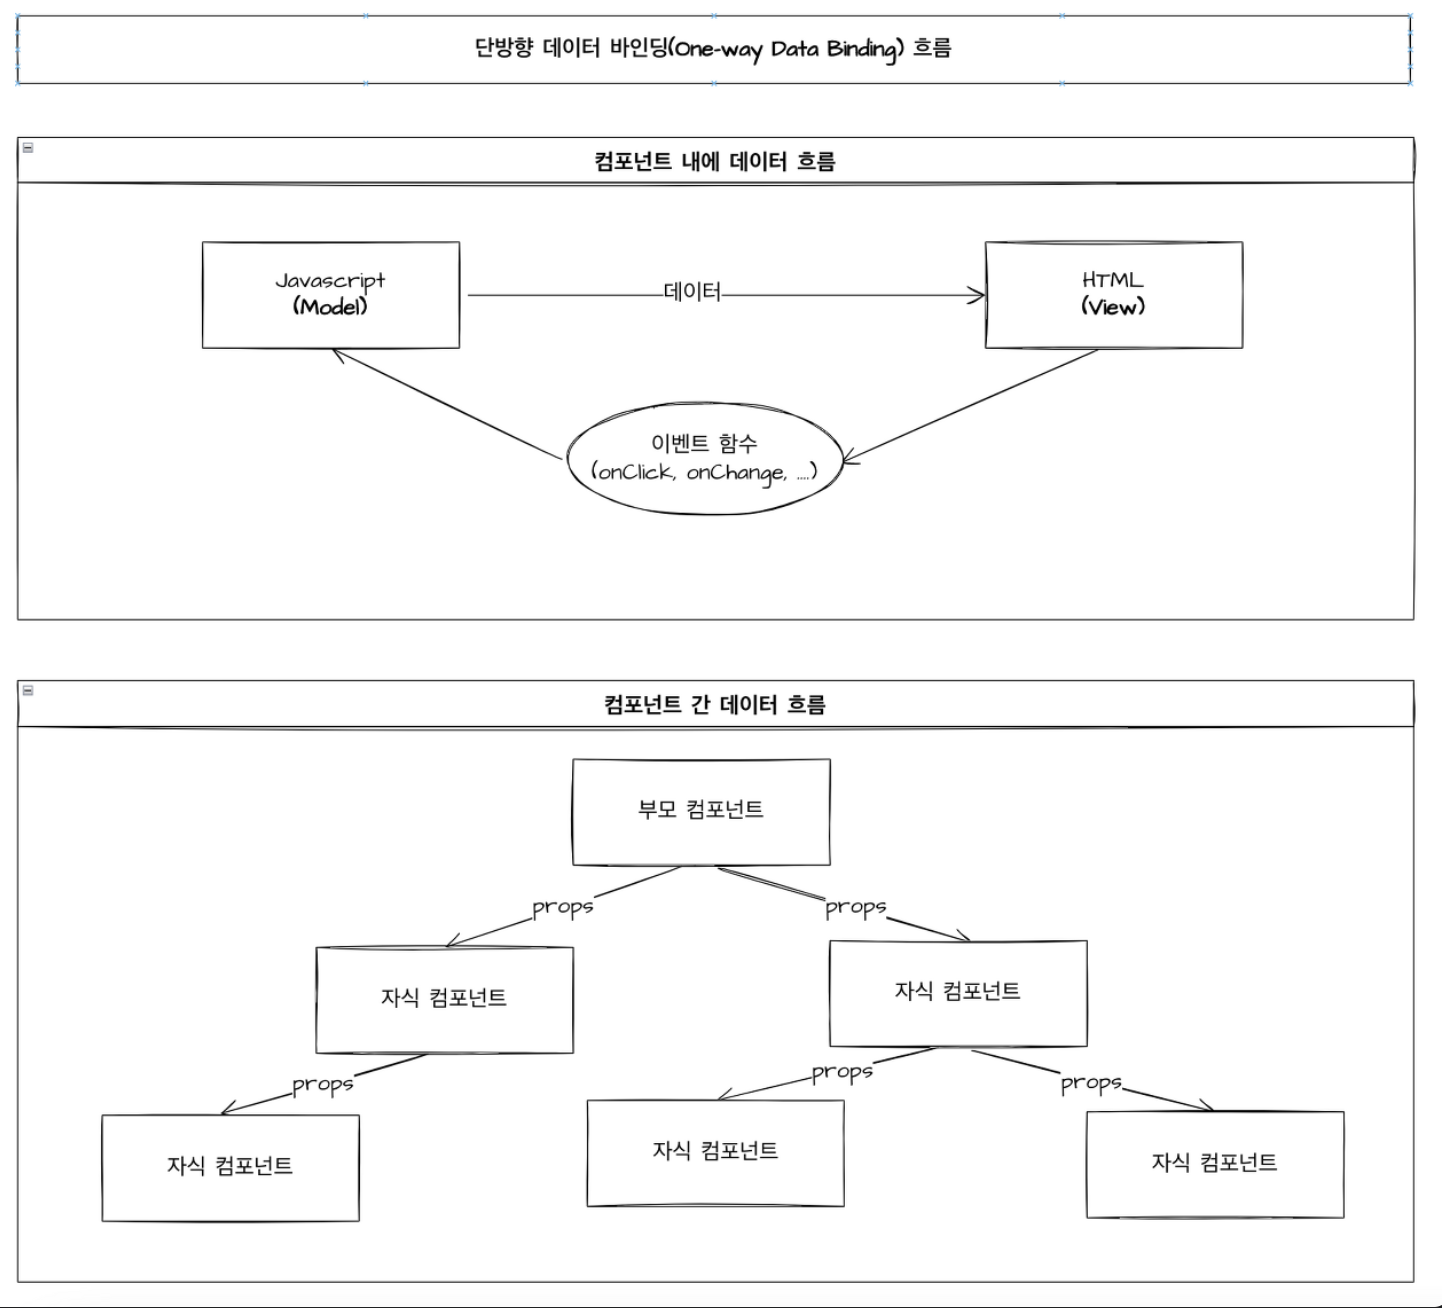 단방향 데이터 바인딩(One-way Data Binding) 흐름
컴포넌트 내에 데이터 흐름
Javascript
(Model)
데이터
HTML
(View)
이벤트 함수
(onClick, onChange, ....)
컴포넌트 간 데이터 흐름
부모 컴포넌트
props
props
자식 컴포넌트
자식 컴포넌트
props
props
props
자식 컴포넌트
자식 컴포넌트
자식 컴포넌트